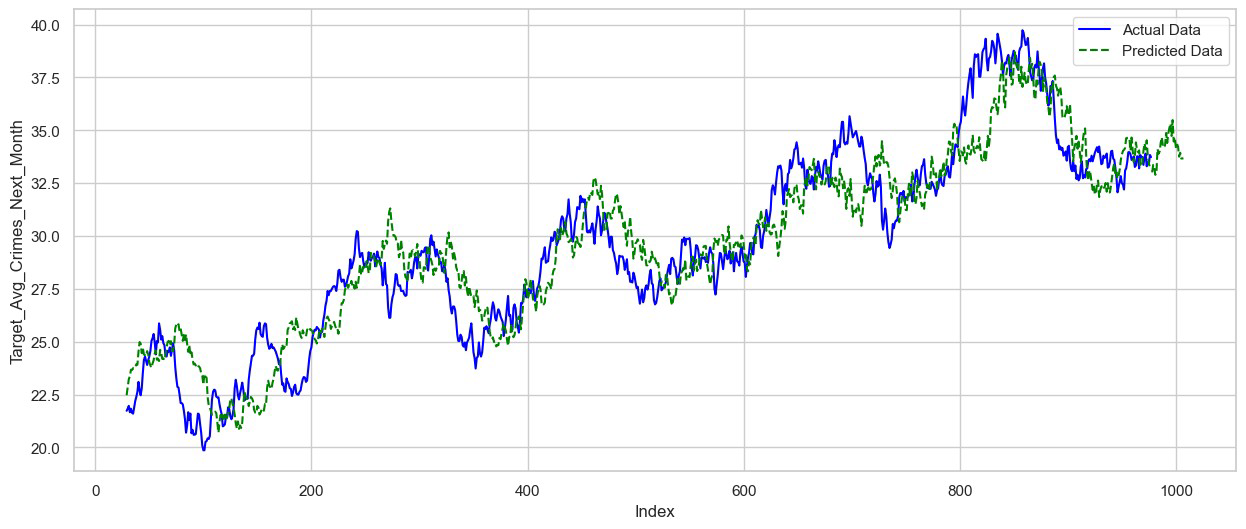 40.0
37.5
35.0
32.5
30.0
27.5
25.0
22.5
20.0
Target_Avg_Crimes_Next_Month
Actual Data
Predicted Data
0 200 400 600 800 1000
Index